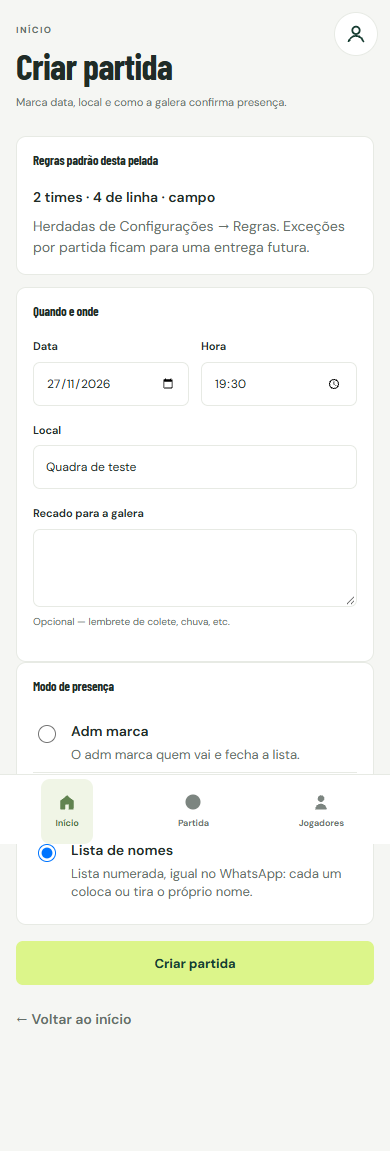 INÍCIO
Criar partida
Marca data, local e como a galera confirma presença.
Regras padrão desta pelada
2 times · 4 de linha · campo
Herdadas de Configurações → Regras. Exceções
por partida ficam para uma entrega futura.
Quando e onde
Data
Hora
27/11/2026
19:30
Local
Quadra de teste
Recado para a galera
Opcional — lembrete de colete, chuva, etc.
Modo de presença
Adm marca
O adm marca quem vai e fecha a lista.
Início
Partida
Jogadores
Lista de nomes
Lista numerada, igual no WhatsApp: cada um
coloca ou tira o próprio nome.
Criar partida
← Voltar ao início